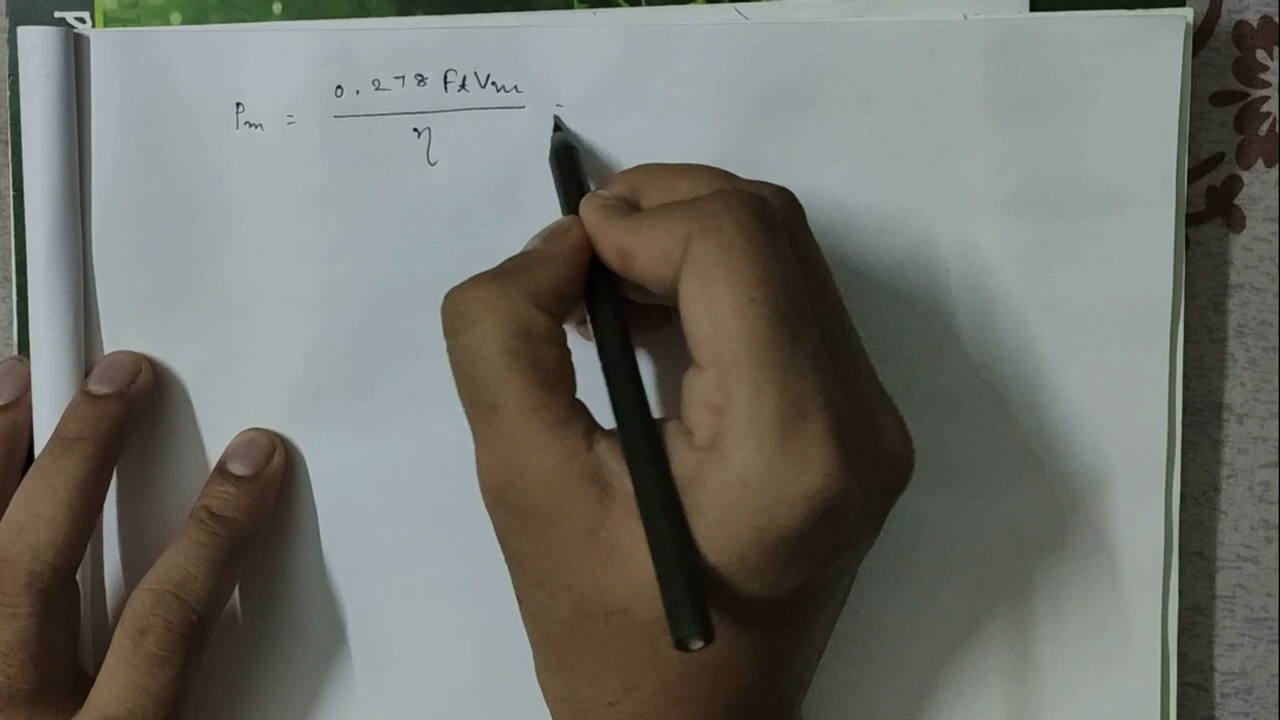 Pm = 0.278 Ft Vm / η =
P